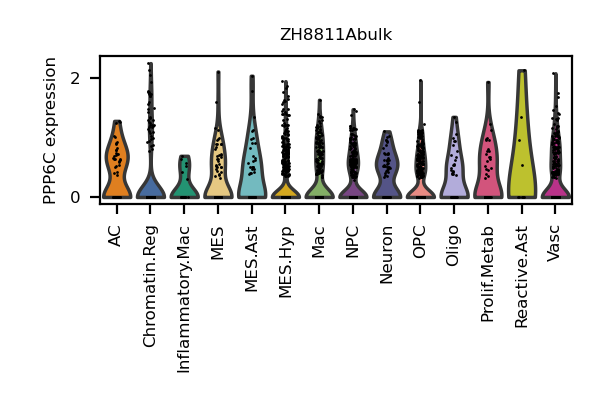 ZH8811Abulk
PPP6C expression
2
0
AC
Chromatin.Reg
Inflammatory.Mac
MES
MES.Ast
MES.Hyp
Mac
NPC
Neuron
OPC
Oligo
Prolif.Metab
Reactive.Ast
Vasc